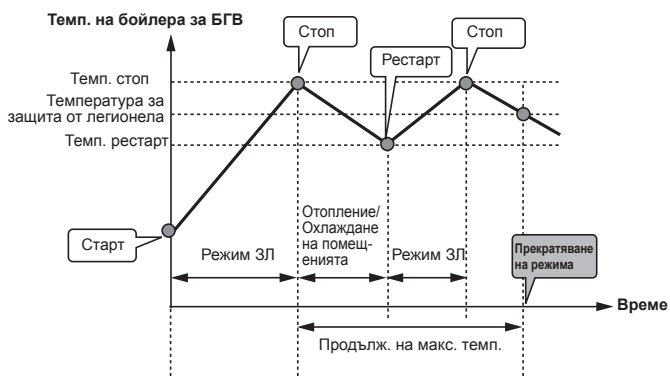 Темп. на бойлера за БГВ
Стоп
Стоп
Рестарт
Темп. стоп
Температура за
защита от легионела
Темп. рестарт
Старт
Режим ЗЛ
Отопление/
Охлаждане
на помещ-
енията
Режим ЗЛ
Прекратяване
на режима
Време
Продълж. на макс. темп.